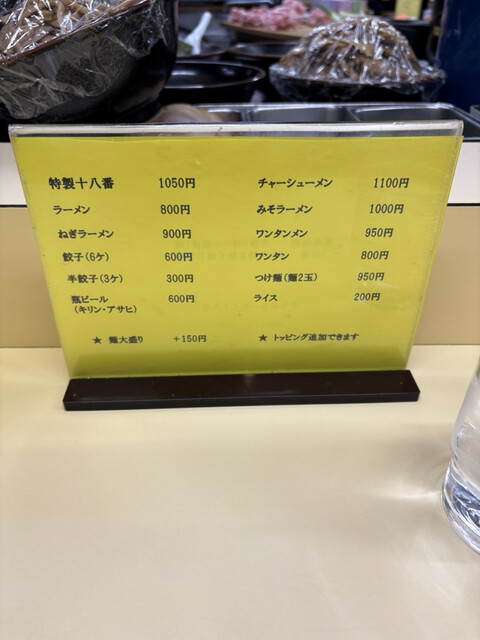 特製十八番 1050円
ラーメン 800円
ねぎラーメン 900円
餃子(6ケ) 600円
半餃子(3ケ) 300円
瓶ビール 600円
(キリン・アサヒ)
★ 麺大盛り +150円
チャーシューメン 1100円
みそラーメン 1000円
ワンタンメン 950円
ワンタン 800円
つけ麺(麺2玉) 950円
ライス 200円
★ トッピング追加できます